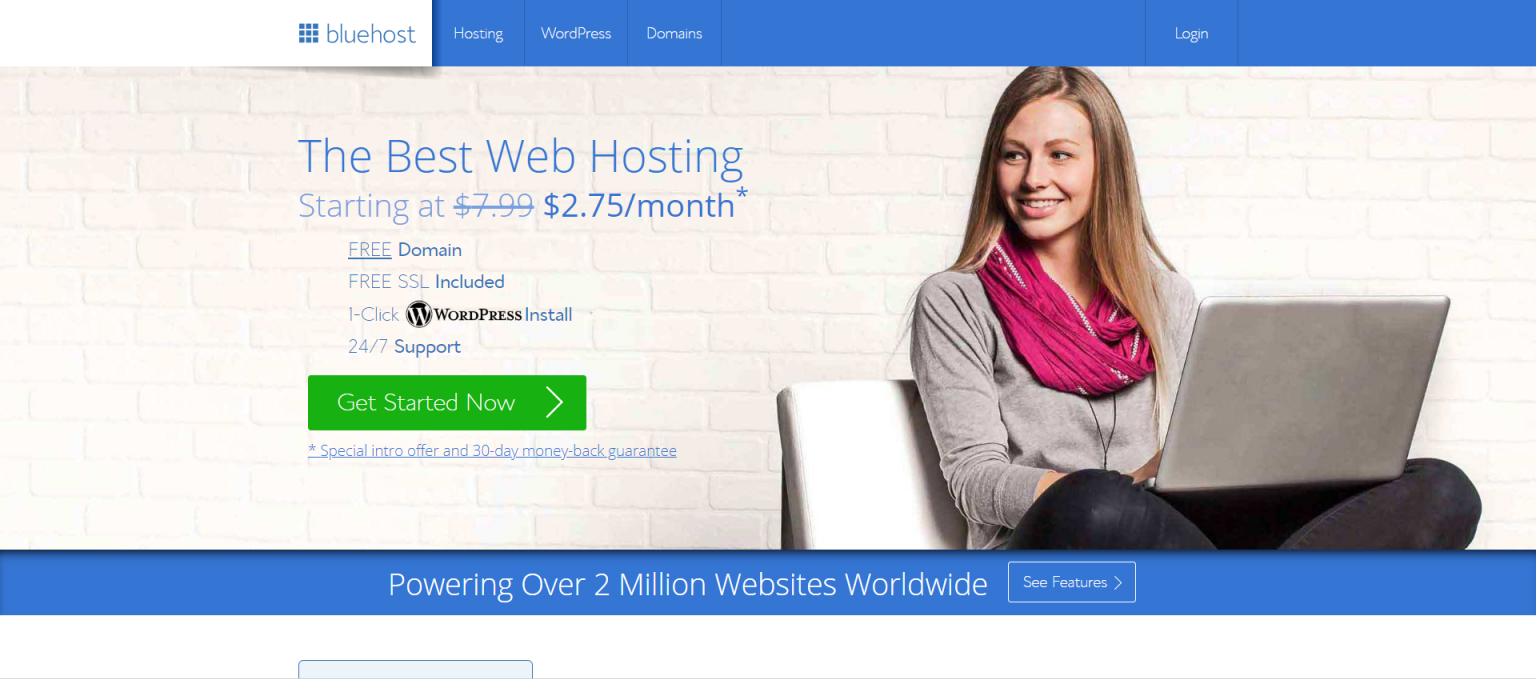 bluehost
Hosting
WordPress
Domains
Login
The Best Web Hosting
Starting at $7.99 $2.75/month*
FREE Domain
FREE SSL Included
1-Click WORDPRESS Install
24/7 Support
Get Started Now
* Special intro offer and 30-day money-back guarantee
Powering Over 2 Million Websites Worldwide
See Features